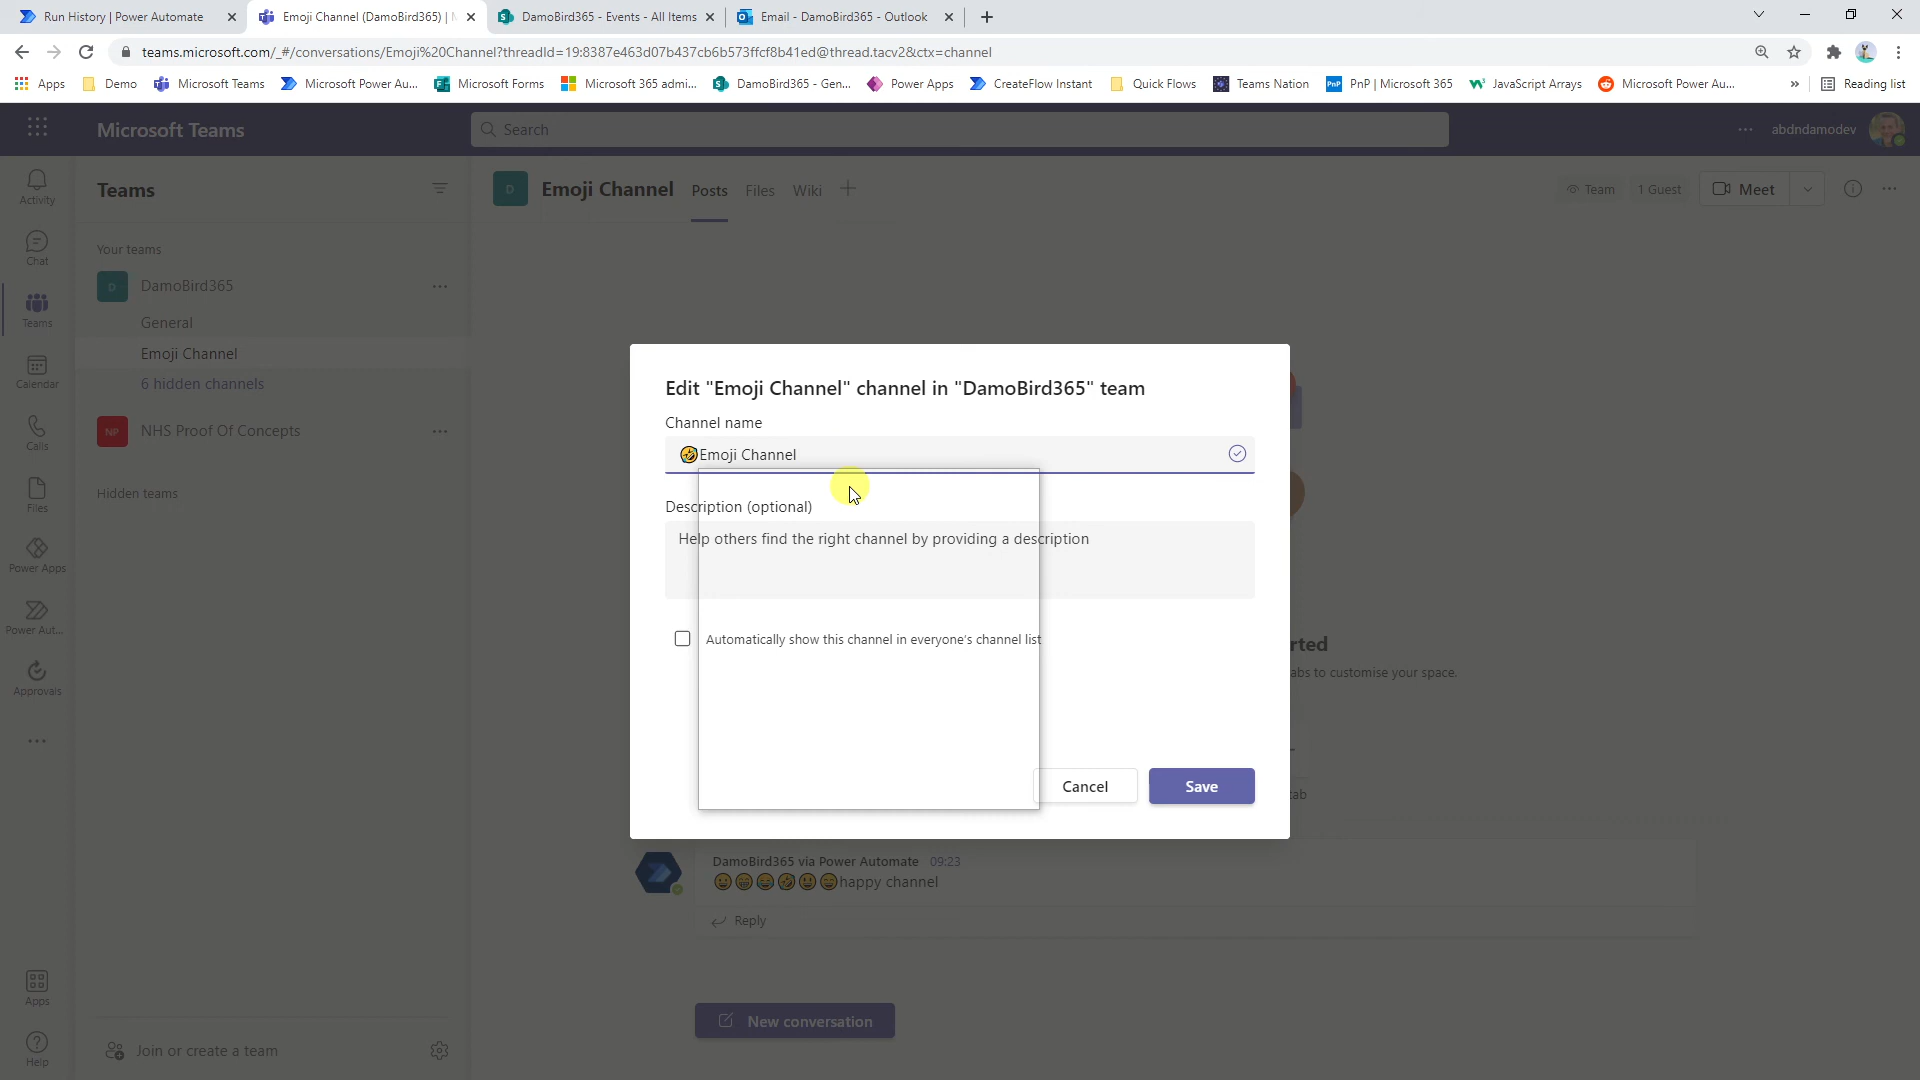 Run History | Power Automate
Emoji Channel (DamoBird365) | M
DamoBird365 - Events - All Items
Email - DamoBird365 - Outlook
teams.microsoft.com/_#/conversations/Emoji%20Channel?threadId=19:8387e463d07b437cb6b573ffcf8b41ed@thread.tacv2&ctx=channel
Apps
Demo
Microsoft Teams
Microsoft Power Au...
Microsoft Forms
Microsoft 365 admi...
DamoBird365 - Gen...
Power Apps
CreateFlow Instant
Quick Flows
Teams Nation
PnP | Microsoft 365
JavaScript Arrays
Microsoft Power Au...
»
Reading list
Microsoft Teams
Search
abdndamodev
Activity
Chat
Teams
Calendar
Calls
Files
Power Apps
Power Aut...
Approvals
Apps
Help
Teams
Your teams
D
DamoBird365
General
Emoji Channel
6 hidden channels
NP
NHS Proof Of Concepts
Hidden teams
Join or create a team
D
Emoji Channel
Posts
Files
Wiki
Team
1 Guest
Meet
Edit "Emoji Channel" channel in "DamoBird365" team
Channel name
🤣Emoji Channel
Description (optional)
Help others find the right channel by providing a description
Automatically show this channel in everyone's channel list
Cancel
Save
rted
abs to customise your space.
tab
DamoBird365 via Power Automate 09:23
😀😁😂🤣😃😄happy channel
Reply
New conversation